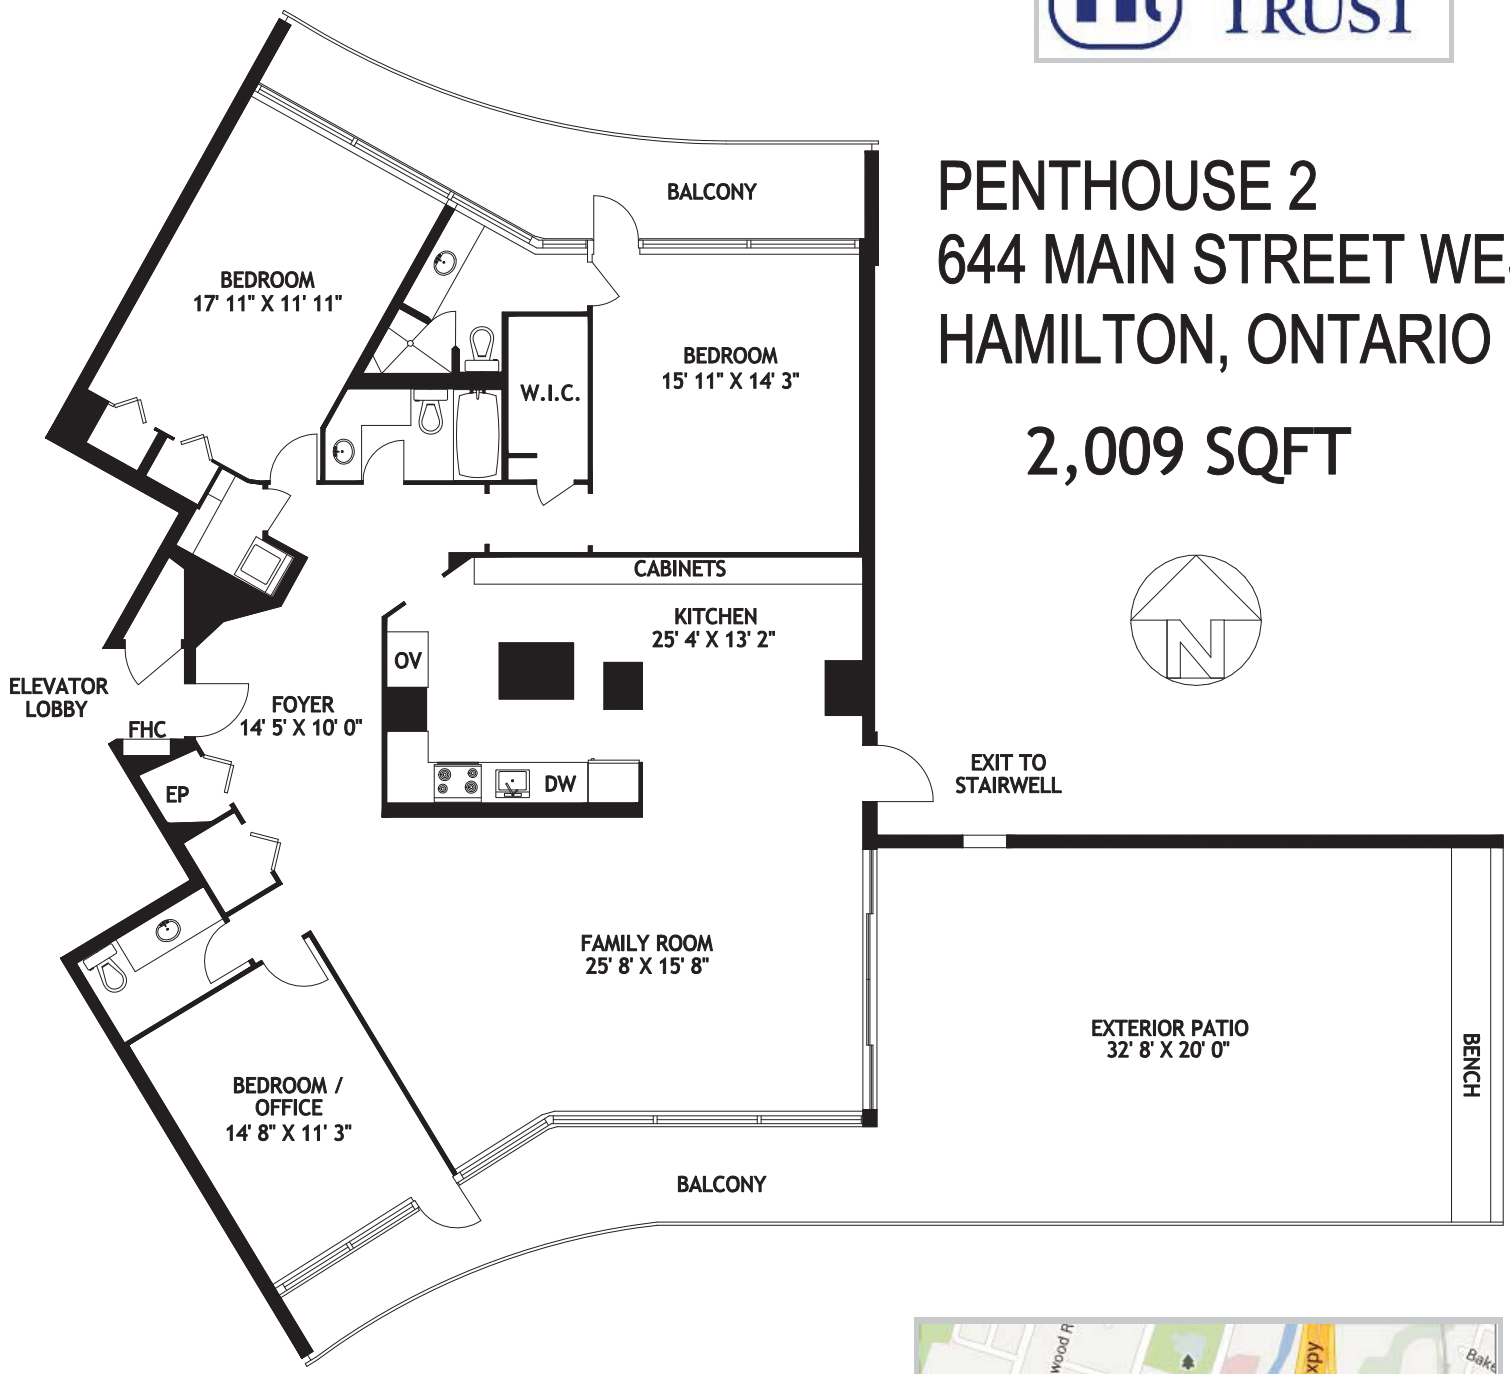 TRUST
PENTHOUSE 2
644 MAIN STREET
HAMILTON, ONTARIO
2,009 SQFT
BALCONY
BEDROOM
17' 11" X 11' 11"
BEDROOM
15' 11" X 14' 3"
W.I.C.
CABINETS
KITCHEN
25' 4' X 13' 2"
OV
ELEVATOR
LOBBY
FOYER
14' 5' X 10' 0"
FHC
EP
DW
EXIT TO
STAIRWELL
N
FAMILY ROOM
25' 8' X 15' 8"
EXTERIOR PATIO
32' 8' X 20' 0"
BENCH
BEDROOM /
OFFICE
14' 8" X 11' 3"
BALCONY